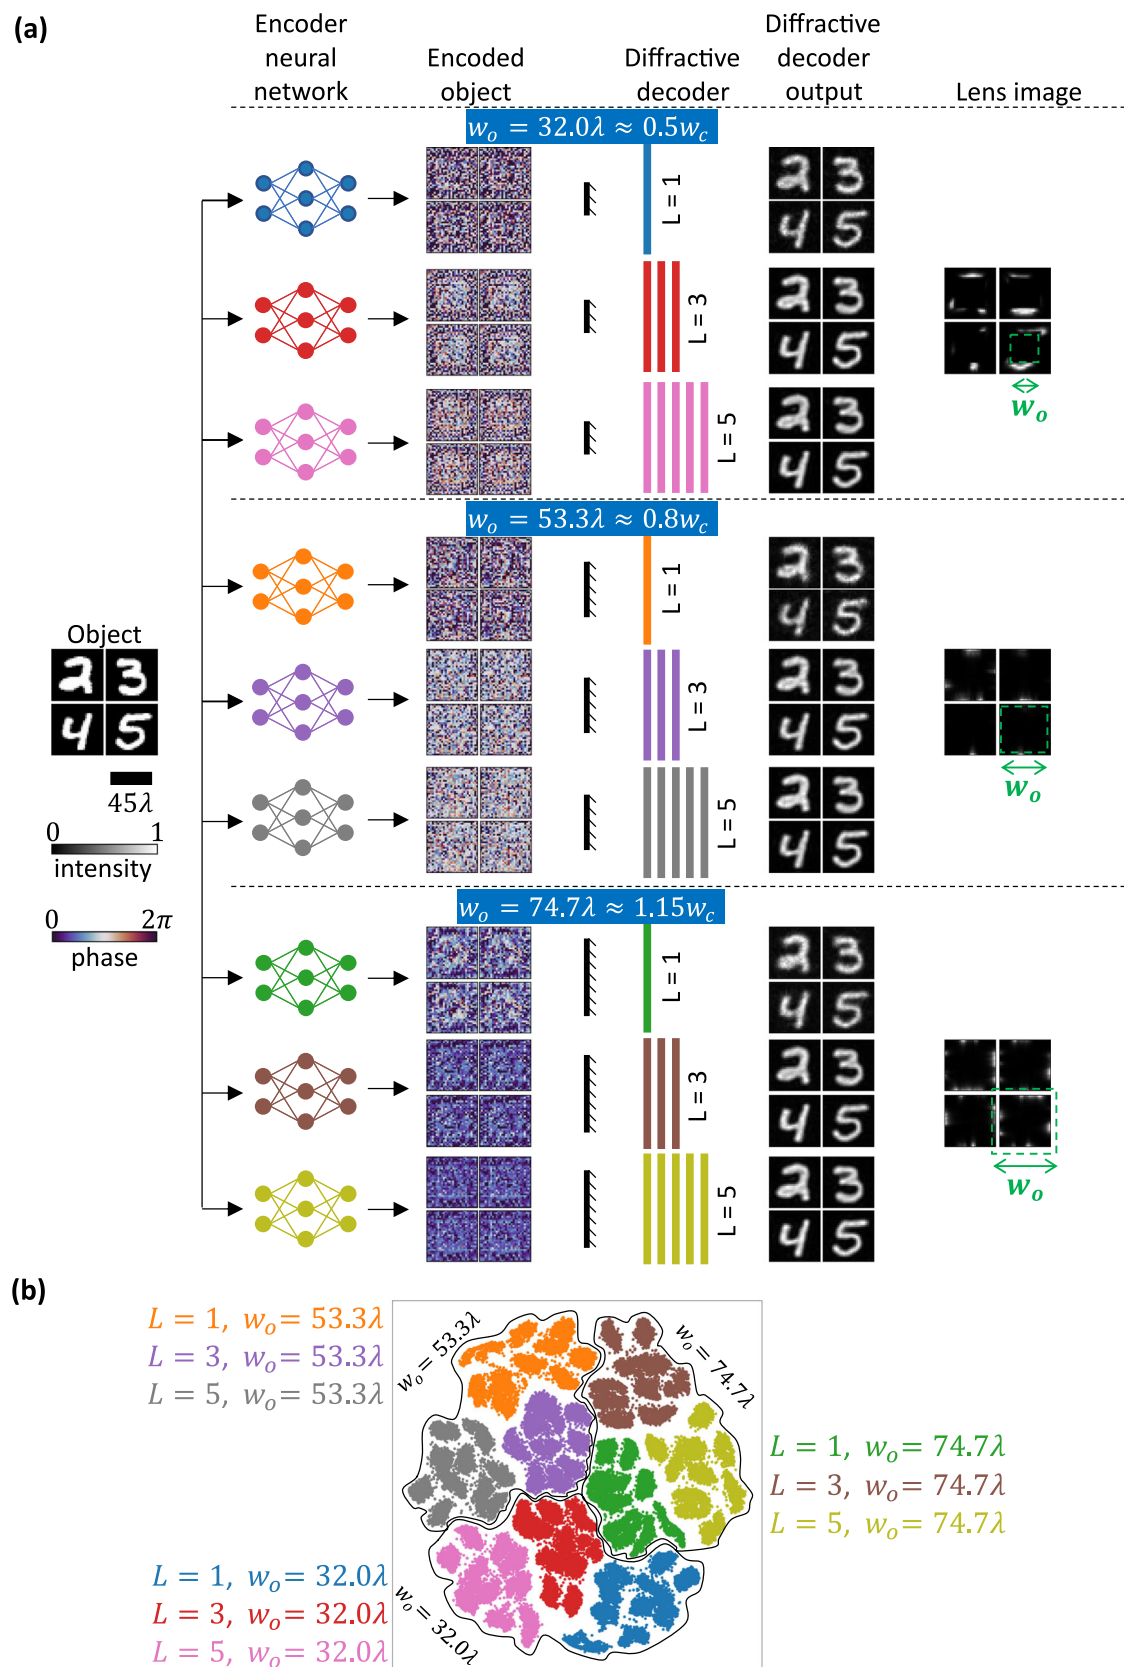 (a)
Encoder
neural
network
Encoded
object
Diffractive
decoder
Diffractive
decoder
output
Lens image
w_o = 32.0λ ≈ 0.5w_c
L = 1
L = 3
w_o
L = 5
w_o = 53.3λ ≈ 0.8w_c
L = 1
Object
L = 3
w_o
45λ
L = 5
0 1
intensity
0 2π
phase
w_o = 74.7λ ≈ 1.15w_c
L = 1
L = 3
w_o
L = 5
2 3
4 5
(b)
L = 1, w_o = 53.3λ
L = 3, w_o = 53.3λ
L = 5, w_o = 53.3λ
w_o = 53.3λ
w_o = 74.7λ
L = 1, w_o = 74.7λ
L = 3, w_o = 74.7λ
L = 5, w_o = 74.7λ
L = 1, w_o = 32.0λ
L = 3, w_o = 32.0λ
L = 5, w_o = 32.0λ
w_o = 32.0λ